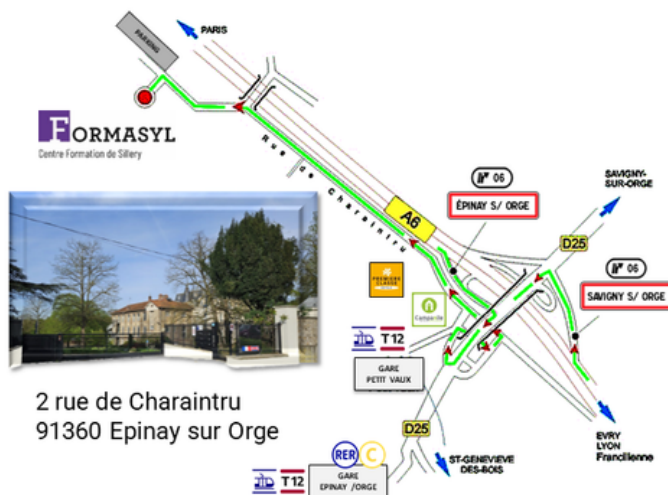 PARIS
PARKING
FORMASYL
Centre Formation de Sillery
Rue de Charaintru
A6
N° 06
ÉPINAY S/ ORGE
SAVIGNY-
SUR-ORGE
D25
N° 06
SAVIGNY S/ ORGE
PREMIERE
CLASSE
Campanile
T12
GARE
PETIT VAUX
2 rue de Charaintru
91360 Epinay sur Orge
D25
EVRY
LYON
Francilienne
ST-GENEVIEVE
DES-BOIS
RER C
T12
GARE
EPINAY /ORGE